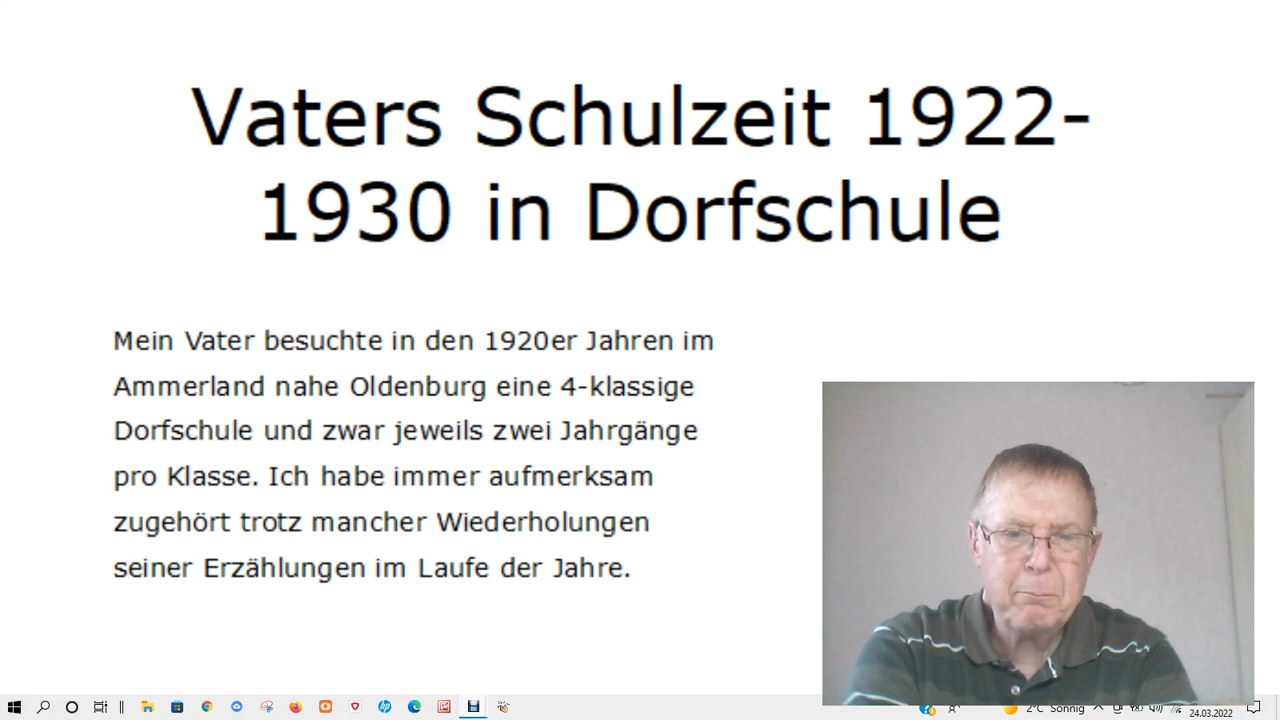 Vaters Schulzeit 1922-
1930 in Dorfschule
Mein Vater besuchte in den 1920er Jahren im
Ammerland nahe Oldenburg eine 4-klassige
Dorfschule und zwar jeweils zwei Jahrgänge
pro Klasse. Ich habe immer aufmerksam
zugehört trotz mancher Wiederholungen
seiner Erzählungen im Laufe der Jahre.
2°C Sonnig
24.03.2022